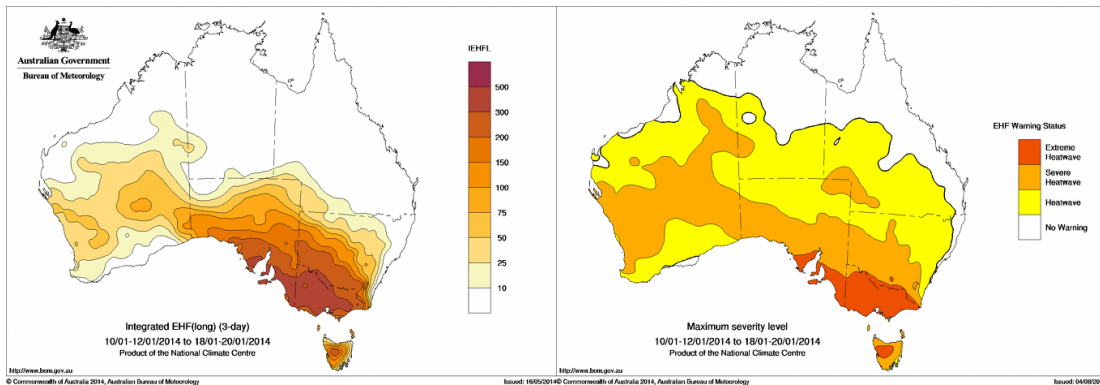 Australian Government
Bureau of Meteorology
IEHFL
500
300
200
150
100
75
50
25
10
Integrated EHF(long) (3-day)
10/01-12/01/2014 to 18/01-20/01/2014
Product of the National Climate Centre
http://www.bom.gov.au
© Commonwealth of Australia 2014, Australian Bureau of Meteorology
Issued: 16/05/2014
EHF Warning Status
Extreme
Heatwave
Severe
Heatwave
Heatwave
No Warning
Maximum severity level
10/01-12/01/2014 to 18/01-20/01/2014
Product of the National Climate Centre
http://www.bom.gov.au
© Commonwealth of Australia 2014, Australian Bureau of Meteorology
Issued: 04/08/20